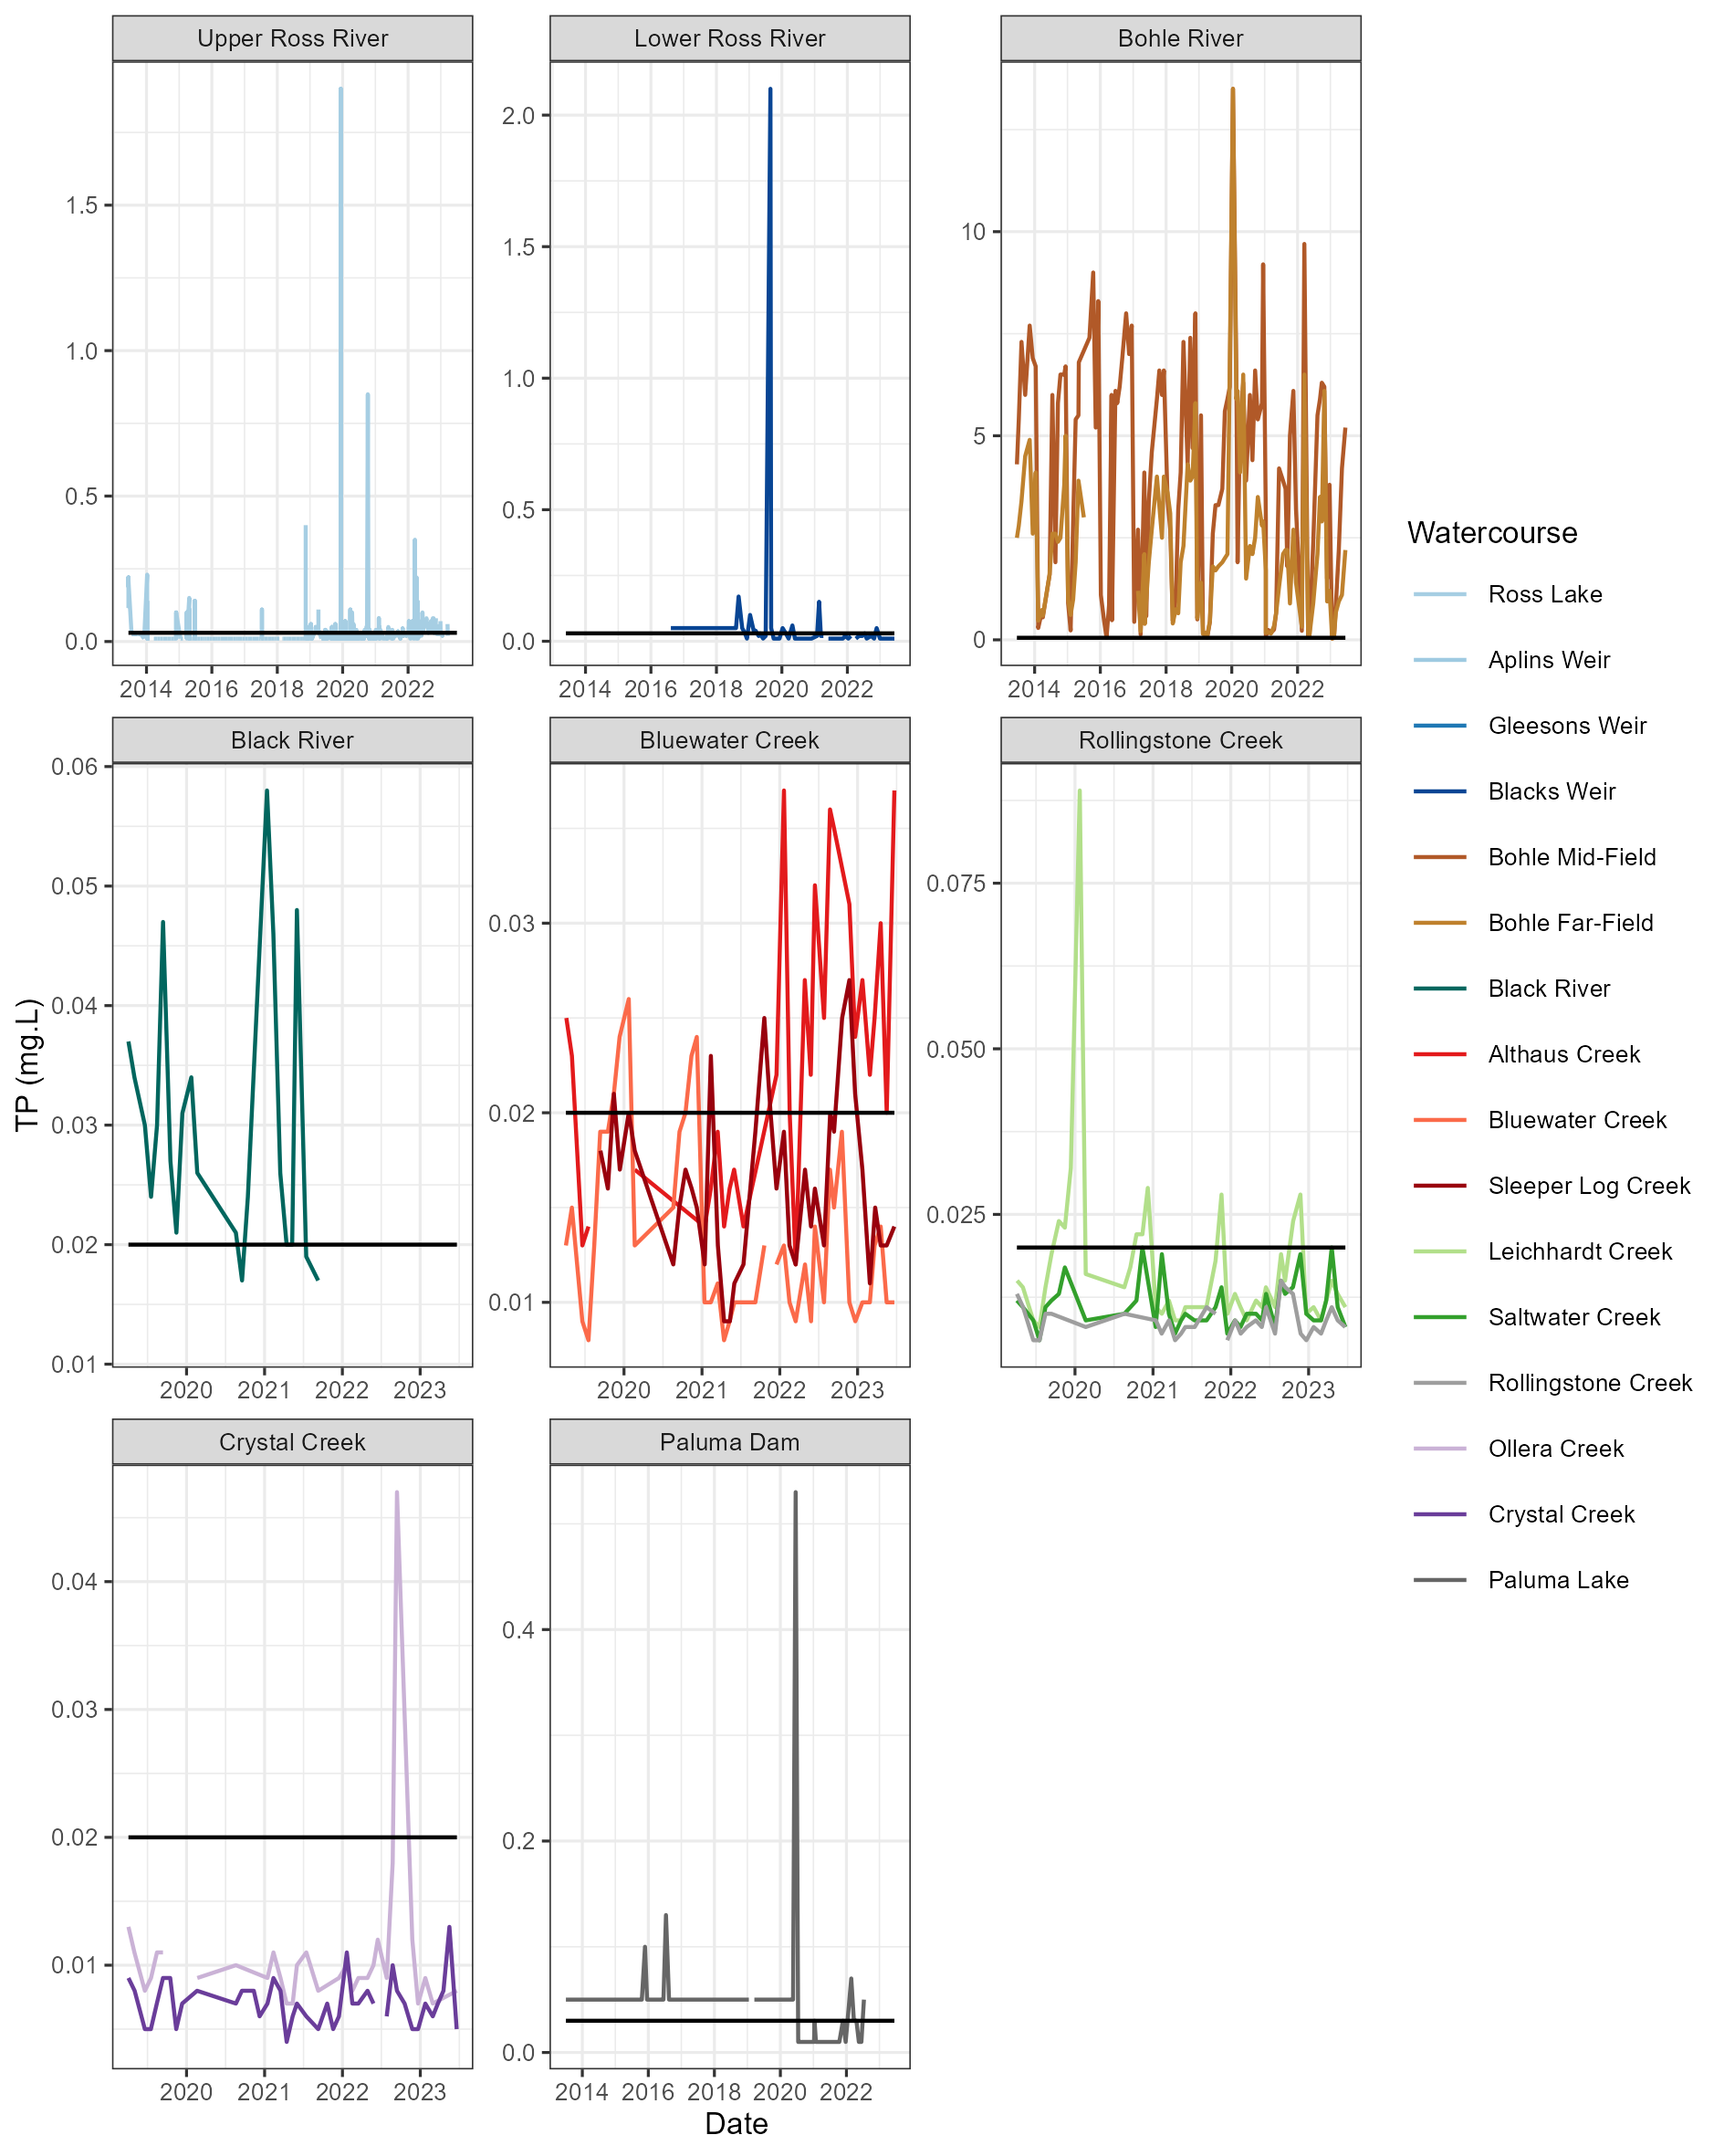 Upper Ross River
Lower Ross River
Bohle River
0.0
0.5
1.0
1.5
2014 2016 2018 2020 2022
0.0
0.5
1.0
1.5
2.0
2014 2016 2018 2020 2022
0
5
10
2014 2016 2018 2020 2022
Black River
Bluewater Creek
Rollingstone Creek
0.01
0.02
0.03
0.04
0.05
0.06
2020 2021 2022 2023
0.01
0.02
0.03
2020 2021 2022 2023
0.025
0.050
0.075
2020 2021 2022 2023
Crystal Creek
Paluma Dam
0.01
0.02
0.03
0.04
2020 2021 2022 2023
0.0
0.2
0.4
2014 2016 2018 2020 2022
TP (mg.L)
Date
Watercourse
Ross Lake
Aplins Weir
Gleesons Weir
Blacks Weir
Bohle Mid-Field
Bohle Far-Field
Black River
Althaus Creek
Bluewater Creek
Sleeper Log Creek
Leichhardt Creek
Saltwater Creek
Rollingstone Creek
Ollera Creek
Crystal Creek
Paluma Lake